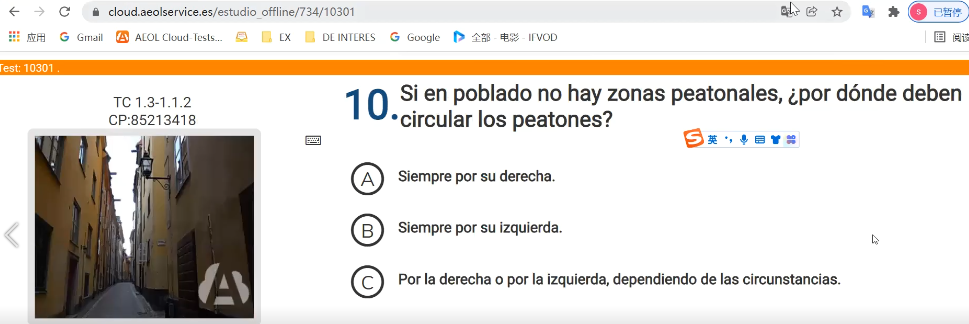 cloud.aeolservice.es/estudio_offline/734/10301
S 已暂停
应用 Gmail AEOL Cloud-Tests... EX DE INTERES Google 全部 - 电影 - IFVOD 阅读
Test: 10301 .
TC 1.3-1.1.2
CP:85213418
10. Si en poblado no hay zonas peatonales, ¿por dónde deben
circular los peatones?
S 英
A Siempre por su derecha.
B Siempre por su izquierda.
C Por la derecha o por la izquierda, dependiendo de las circunstancias.